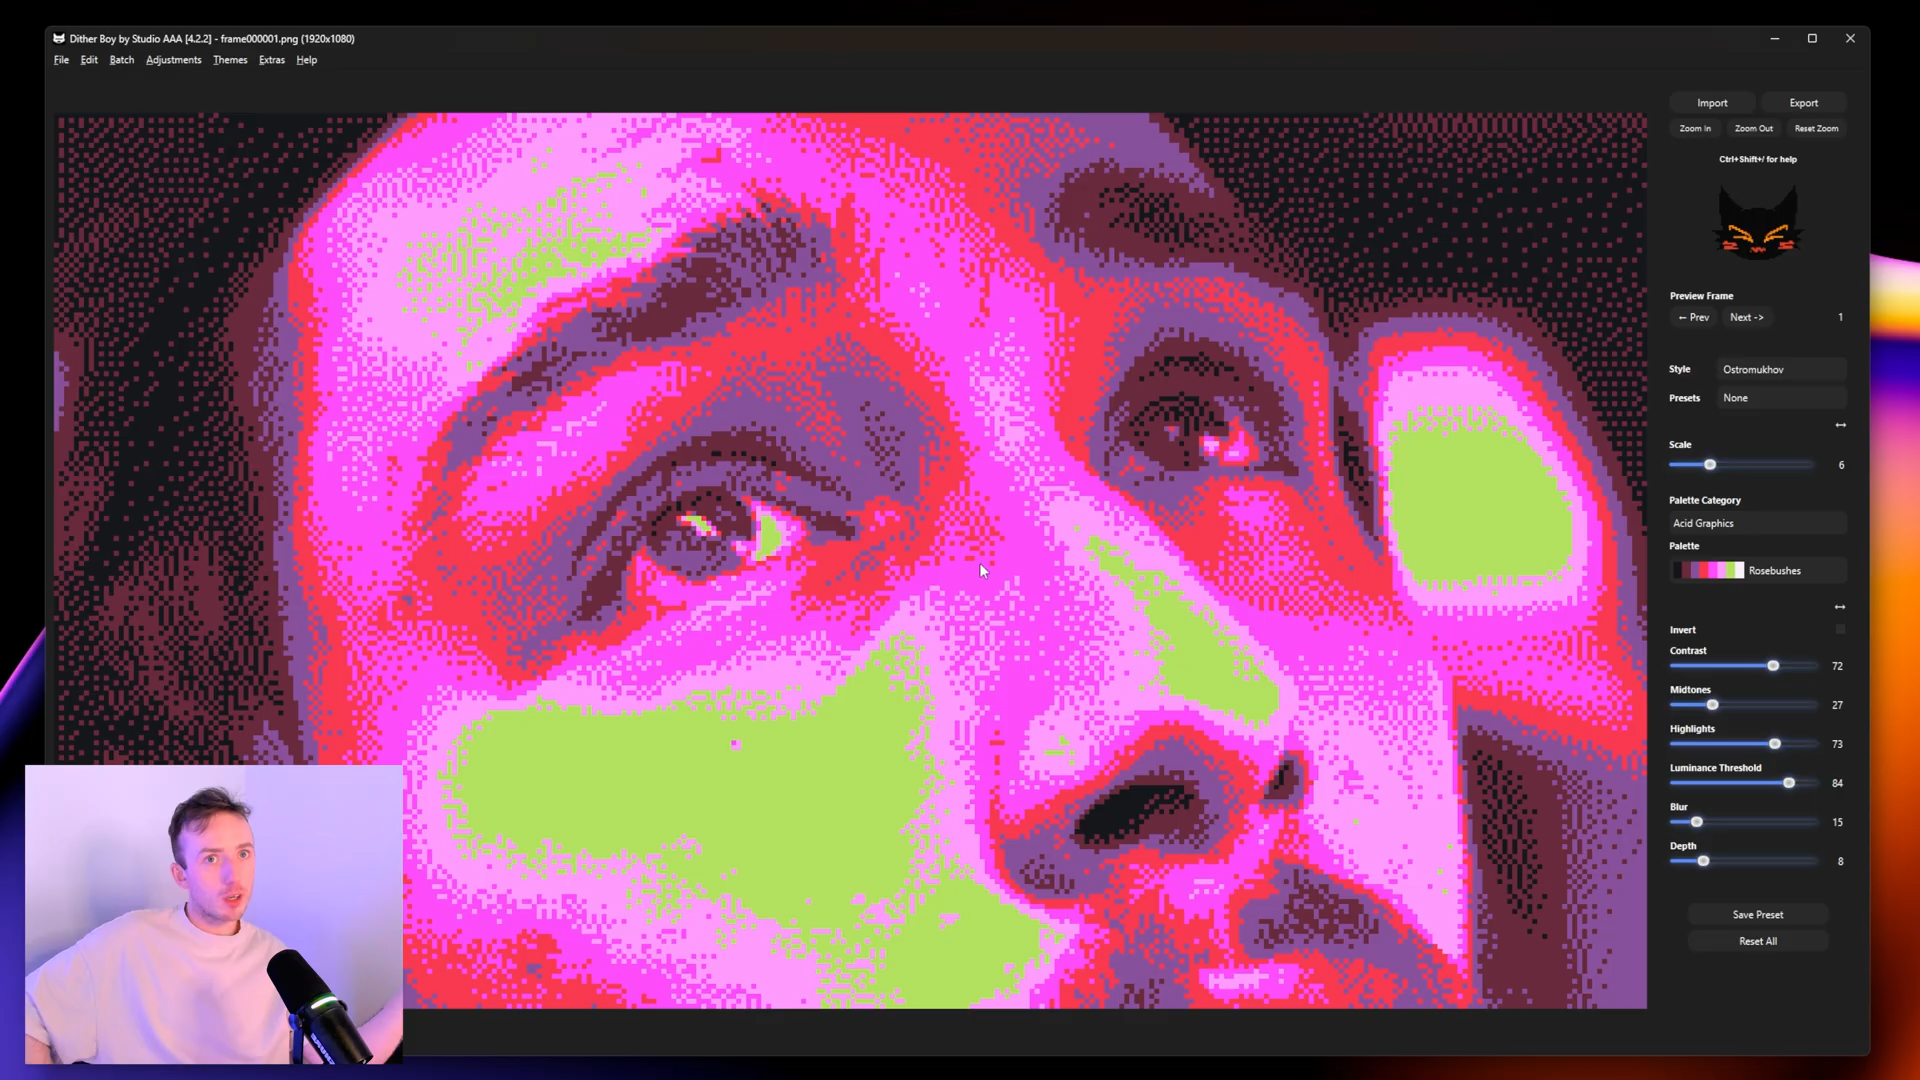 Dither Boy by Studio AAA [4.2.2] - frame000001.png (1920x1080)
File Edit Batch Adjustments Themes Extras Help
Import Export
Zoom In Zoom Out Reset Zoom
Ctrl+Shift+/ for help
Preview Frame
← Prev Next -> 1
Style Ostromukhov
Presets None
Scale
6
Palette Category
Acid Graphics
Palette
Rosebushes
Invert
Contrast
72
Midtones
27
Highlights
73
Luminance Threshold
84
Blur
15
Depth
8
Save Preset
Reset All